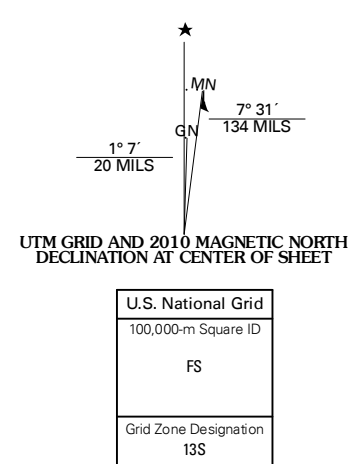 MN
7° 31´
134 MILS
GN
1° 7´
20 MILS
UTM GRID AND 2010 MAGNETIC NORTH
DECLINATION AT CENTER OF SHEET
U.S. National Grid
100,000-m Square ID
FS
Grid Zone Designation
13S